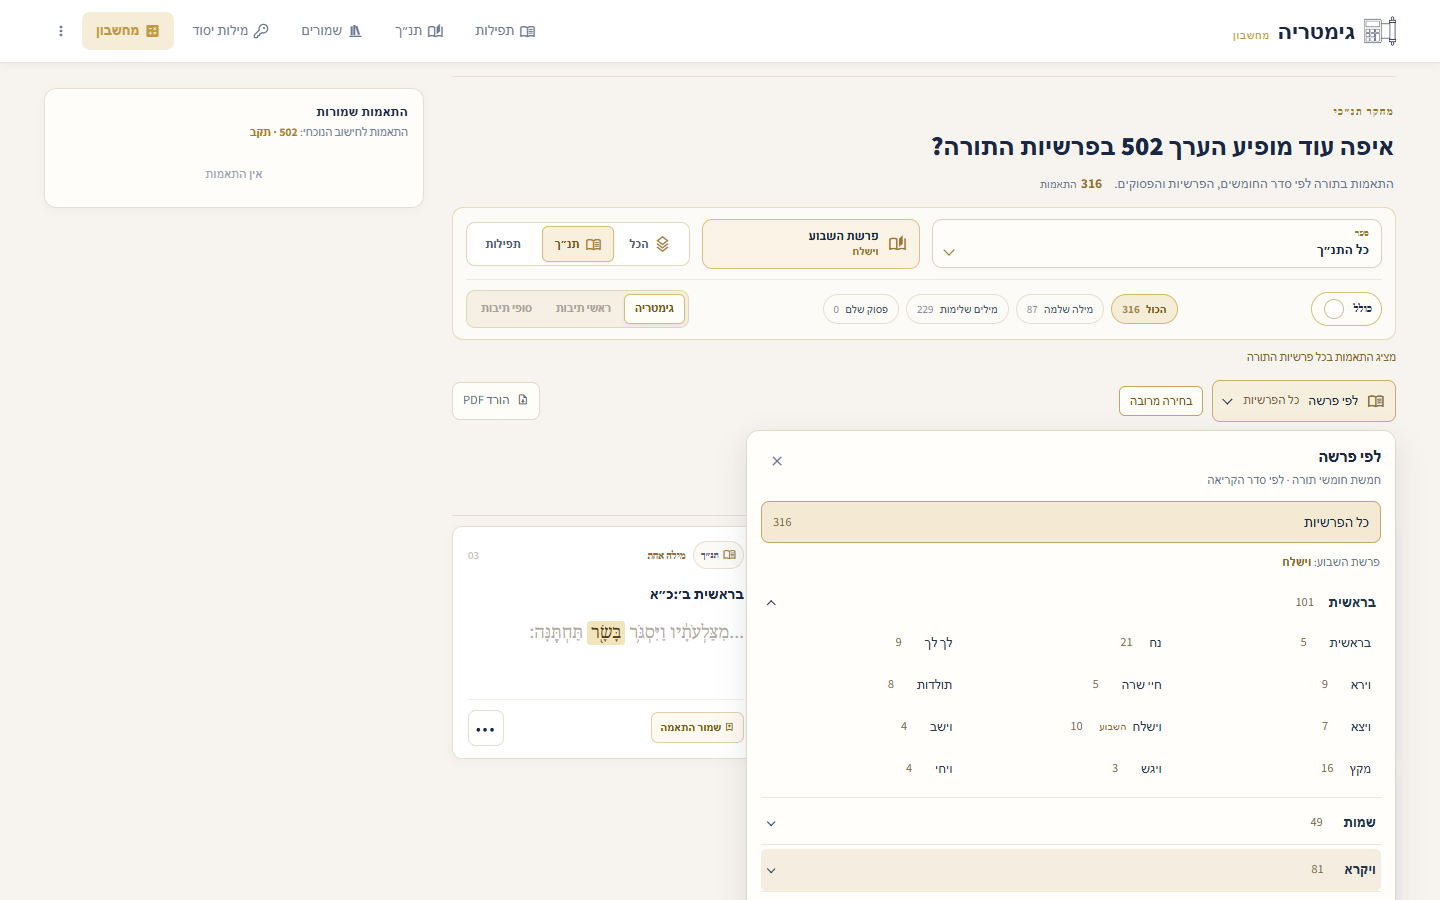 גימטריה מחשבון
תפילות
תנ״ך
שמורים
מילות יסוד
מחשבון
מחקר תנ״כי
איפה עוד מופיע הערך 502 בפרשיות התורה?
התאמות בתורה לפי סדר החומשים, הפרשיות והפסוקים. 316 התאמות
ספר
כל התנ״ך
פרשת השבוע
וישלח
הכל
תנ״ך
תפילות
כולל
הכול 316
מילה שלמה 87
מילים שלימות 229
פסוק שלם 0
גימטריה
ראשי תיבות
סופי תיבות
מציג התאמות בכל פרשיות התורה
לפי פרשה כל הפרשיות
בחירה מרובה
הורד PDF
לפי פרשה
חמשת חומשי תורה · לפי סדר הקריאה
כל הפרשיות 316
פרשת השבוע: וישלח
בראשית 101
בראשית 5 נח 21 לך לך 9
וירא 9 חיי שרה 5 תולדות 8
ויצא 7 וישלח השבוע 10 וישב 4
מקץ 16 ויגש 3 ויחי 4
שמות 49
ויקרא 81
תנ״ך מילה אחת 03
בראשית ב׳:כ״א
...מִצַּלְעֹתָ֔יו וַיִּסְגֹּ֥ר בָּשָׂ֖ר תַּחְתֶּֽנָּה׃
שמור התאמה
התאמות שמורות
התאמות לחישוב הנוכחי: 502 · תקב
אין התאמות